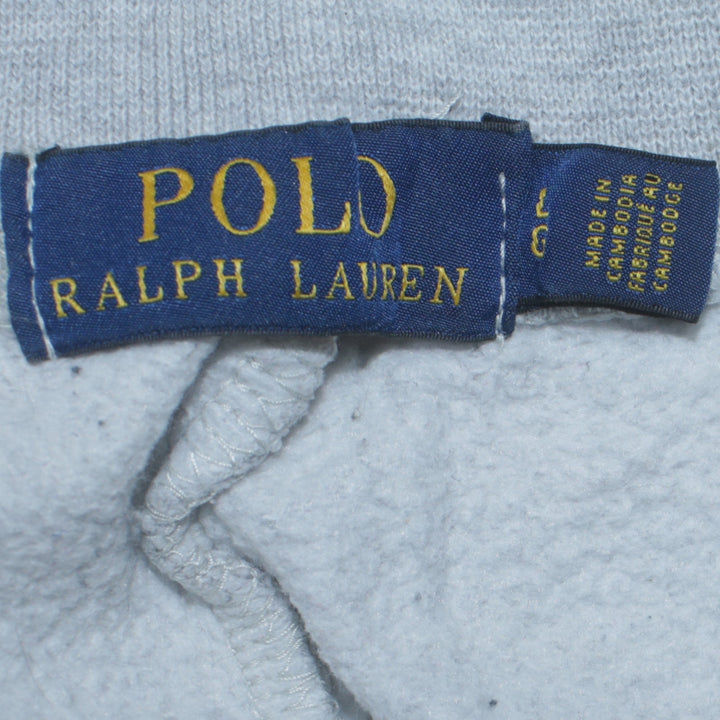 POLO
RALPH LAUREN
L
G
MADE IN
CAMBODIA
FABRIQUÉ AU
CAMBODGE